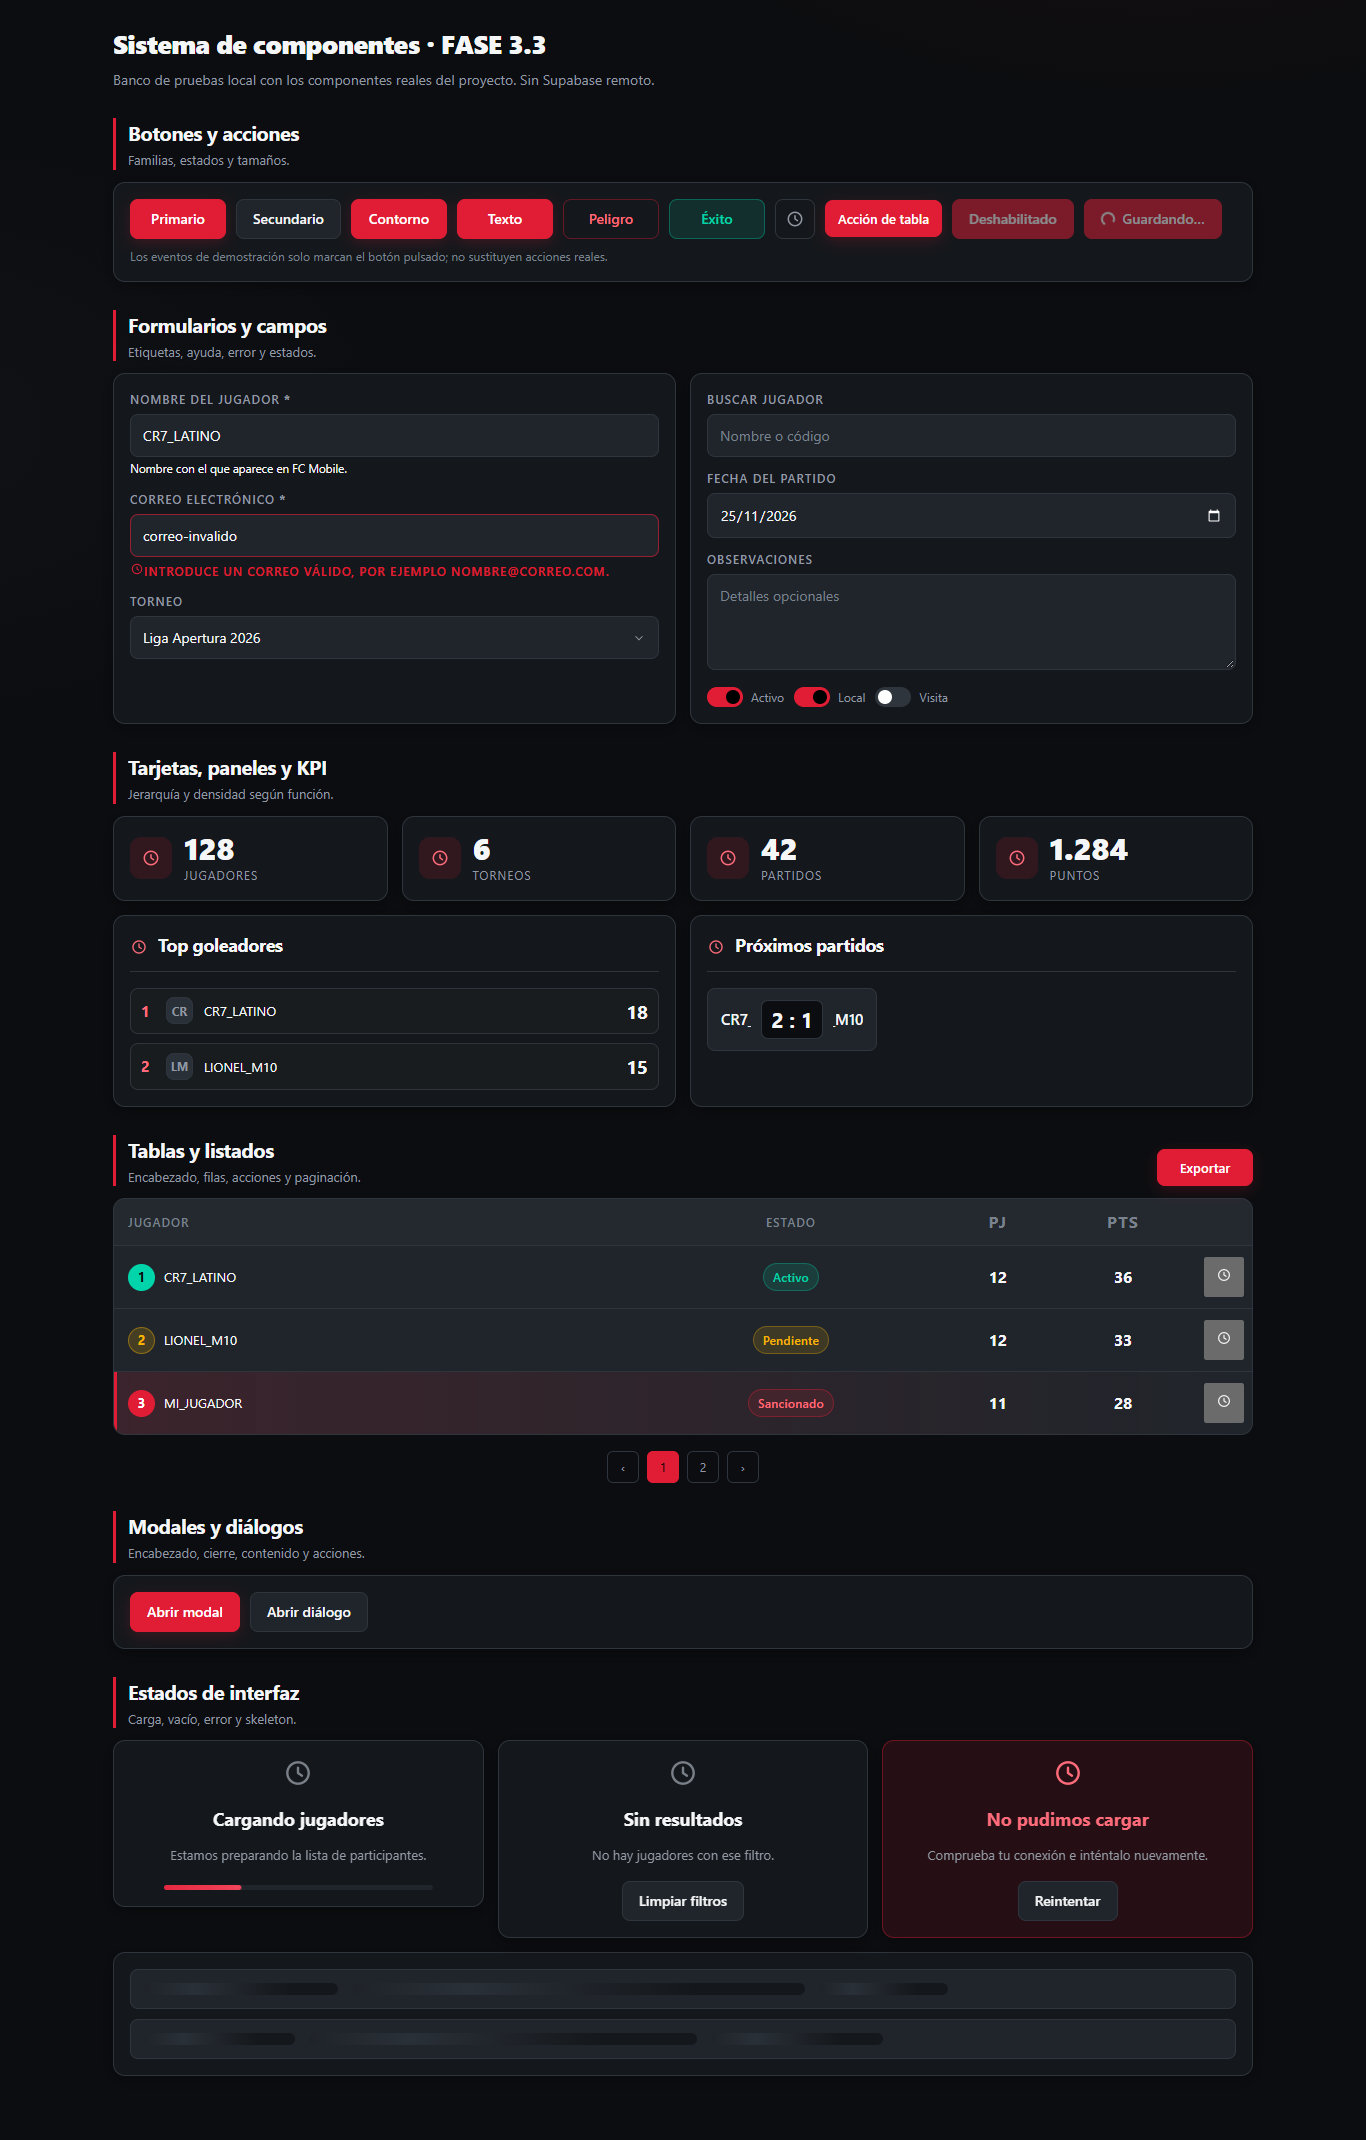 Sistema de componentes · FASE 3.3
Banco de pruebas local con los componentes reales del proyecto. Sin Supabase remoto.
Botones y acciones
Familias, estados y tamaños.
Primario Secundario Contorno Texto Peligro Éxito Acción de tabla Deshabilitado Guardando...
Los eventos de demostración solo marcan el botón pulsado; no sustituyen acciones reales.
Formularios y campos
Etiquetas, ayuda, error y estados.
NOMBRE DEL JUGADOR *
CR7_LATINO
Nombre con el que aparece en FC Mobile.
CORREO ELECTRÓNICO *
correo-invalido
INTRODUCE UN CORREO VÁLIDO, POR EJEMPLO NOMBRE@CORREO.COM.
TORNEO
Liga Apertura 2026
BUSCAR JUGADOR
Nombre o código
FECHA DEL PARTIDO
25/11/2026
OBSERVACIONES
Detalles opcionales
Activo Local Visita
Tarjetas, paneles y KPI
Jerarquía y densidad según función.
128
JUGADORES
6
TORNEOS
42
PARTIDOS
1.284
PUNTOS
Top goleadores
1 CR CR7_LATINO 18
2 LM LIONEL_M10 15
Próximos partidos
CR7_ 2 : 1 _M10
Tablas y listados
Encabezado, filas, acciones y paginación.
Exportar
JUGADOR ESTADO PJ PTS
1 CR7_LATINO Activo 12 36
2 LIONEL_M10 Pendiente 12 33
3 MI_JUGADOR Sancionado 11 28
‹ 1 2 ›
Modales y diálogos
Encabezado, cierre, contenido y acciones.
Abrir modal Abrir diálogo
Estados de interfaz
Carga, vacío, error y skeleton.
Cargando jugadores
Estamos preparando la lista de participantes.
Sin resultados
No hay jugadores con ese filtro.
Limpiar filtros
No pudimos cargar
Comprueba tu conexión e inténtalo nuevamente.
Reintentar